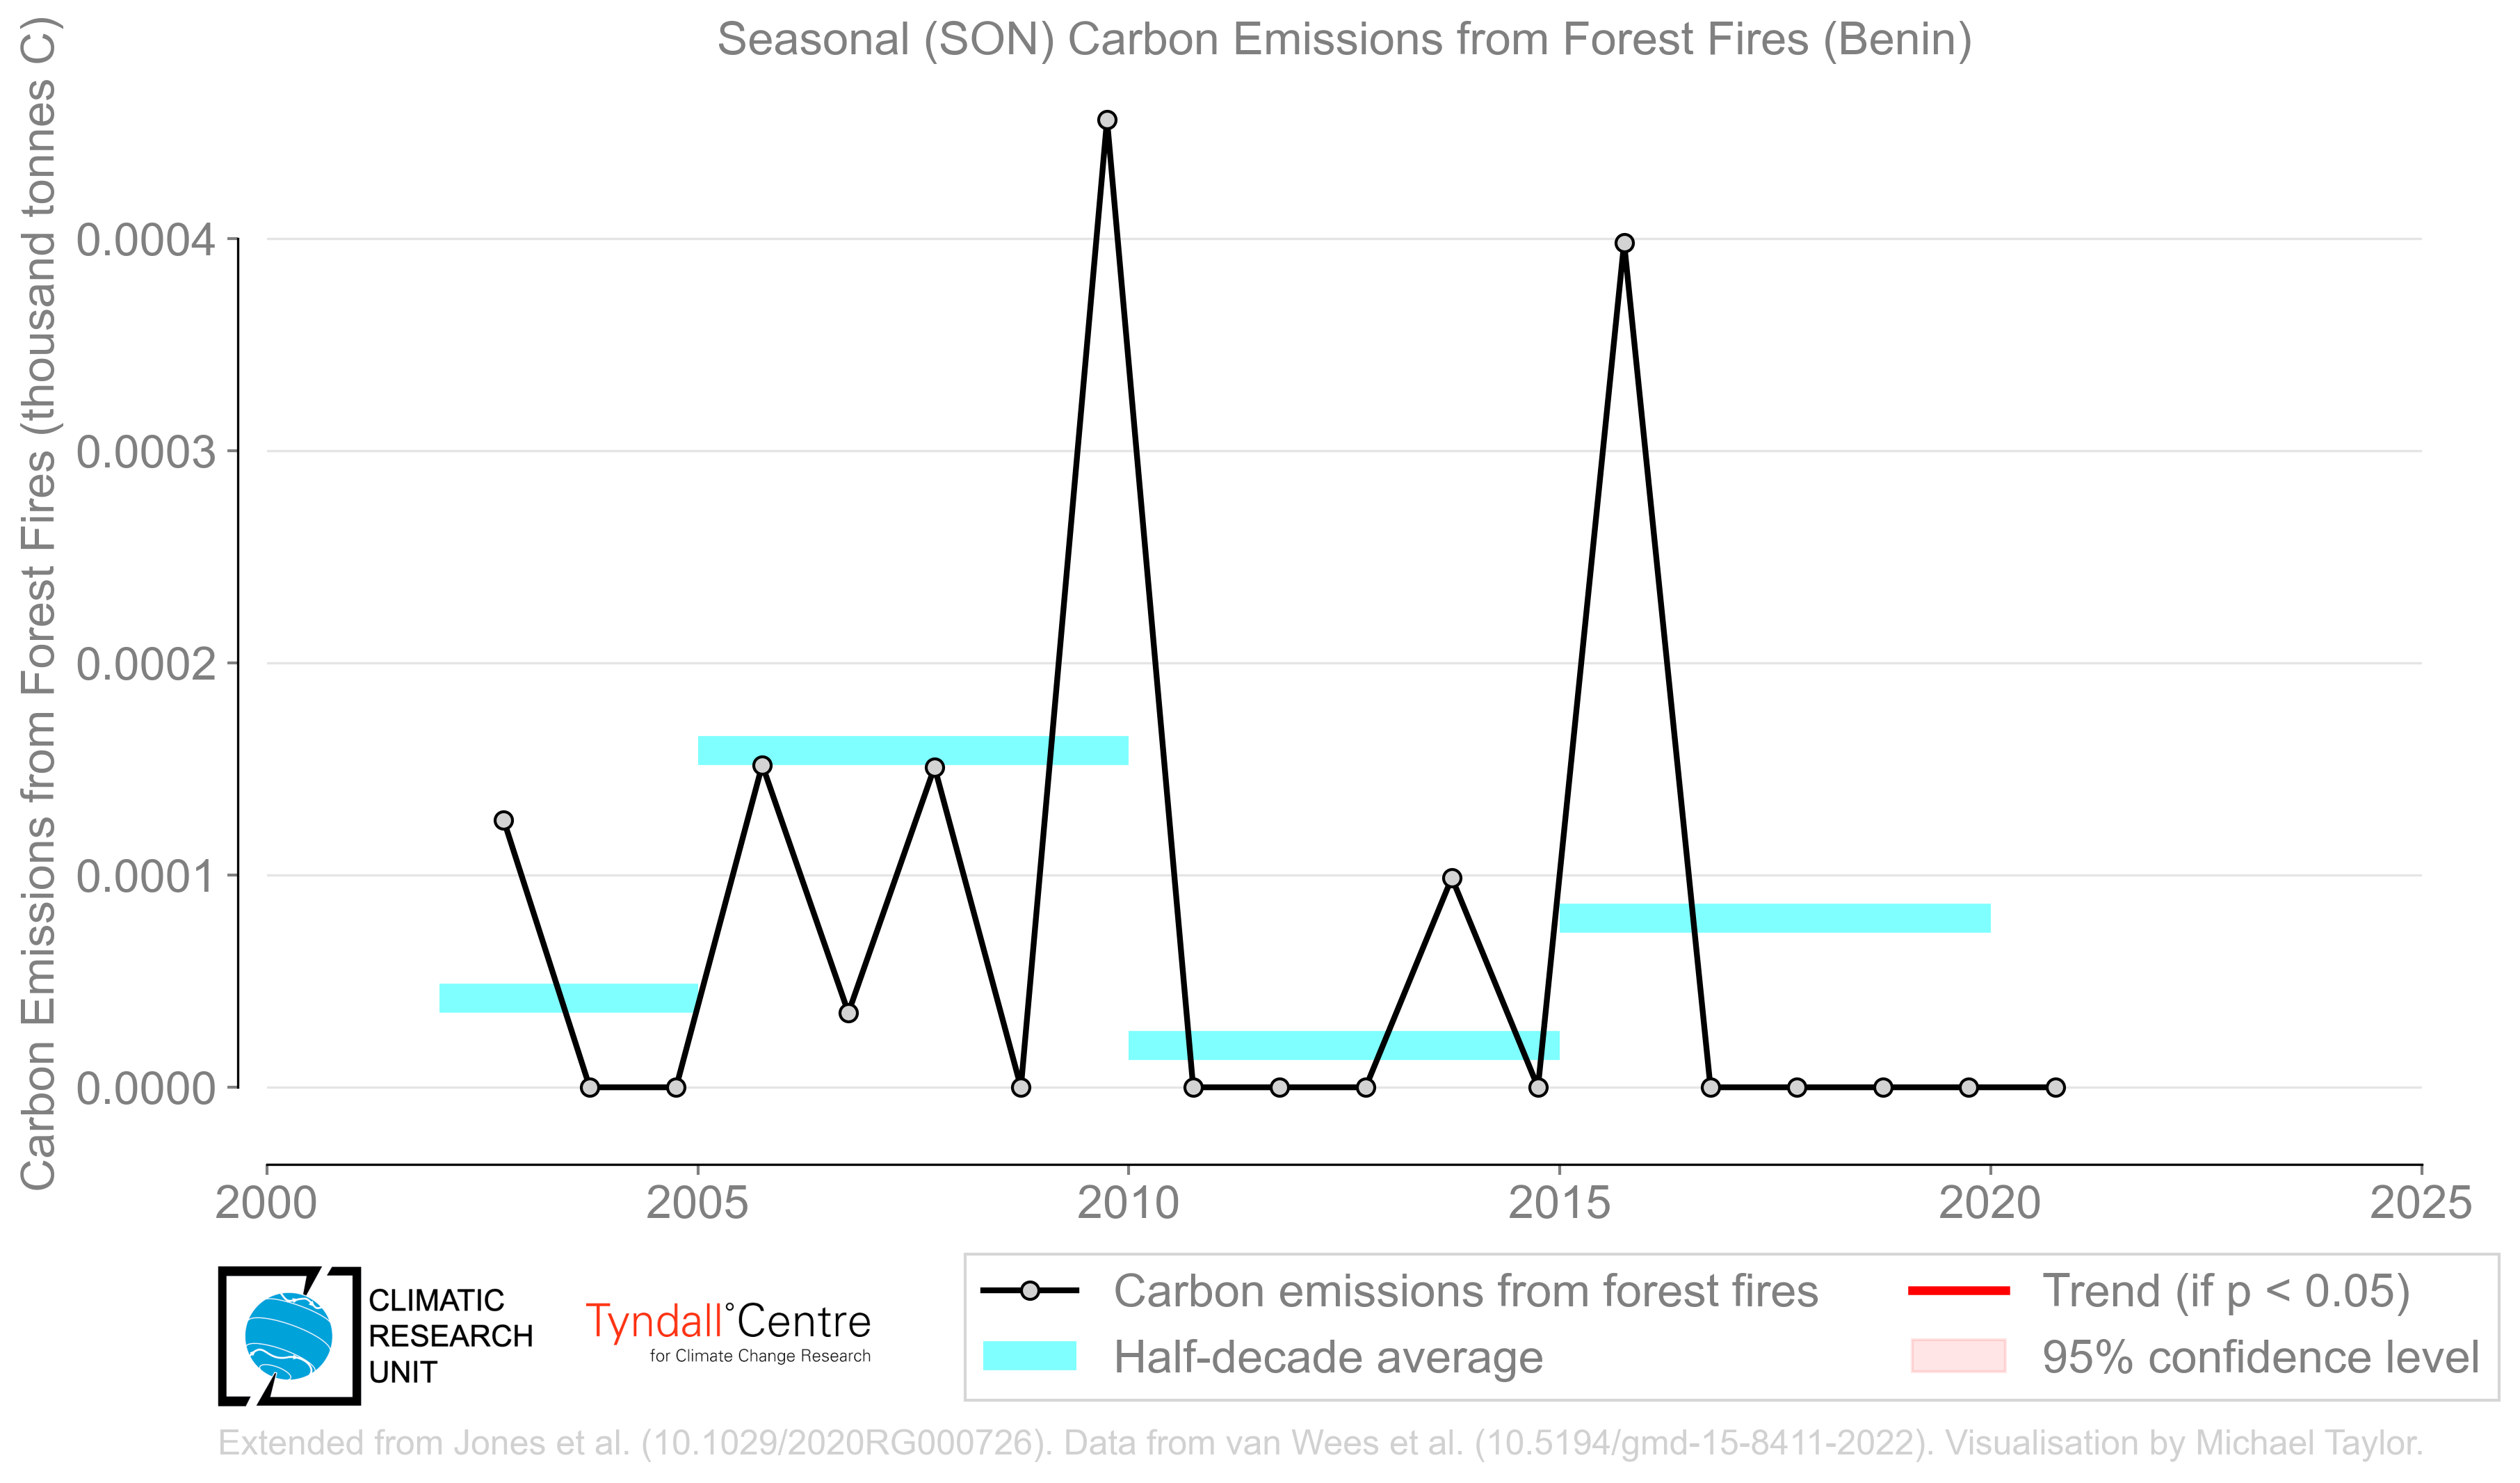 Seasonal (SON) Carbon Emissions from Forest Fires (Benin)
Carbon Emissions from Forest Fires (thousand tonnes C)
0.0004
0.0003
0.0002
0.0001
0.0000
2000
2005
2010
2015
2020
2025
CLIMATIC
RESEARCH
UNIT
Tyndall°Centre
for Climate Change Research
Carbon emissions from forest fires
Half-decade average
Trend (if p < 0.05)
95% confidence level
Extended from Jones et al. (10.1029/2020RG000726). Data from van Wees et al. (10.5194/gmd-15-8411-2022). Visualisation by Michael Taylor.